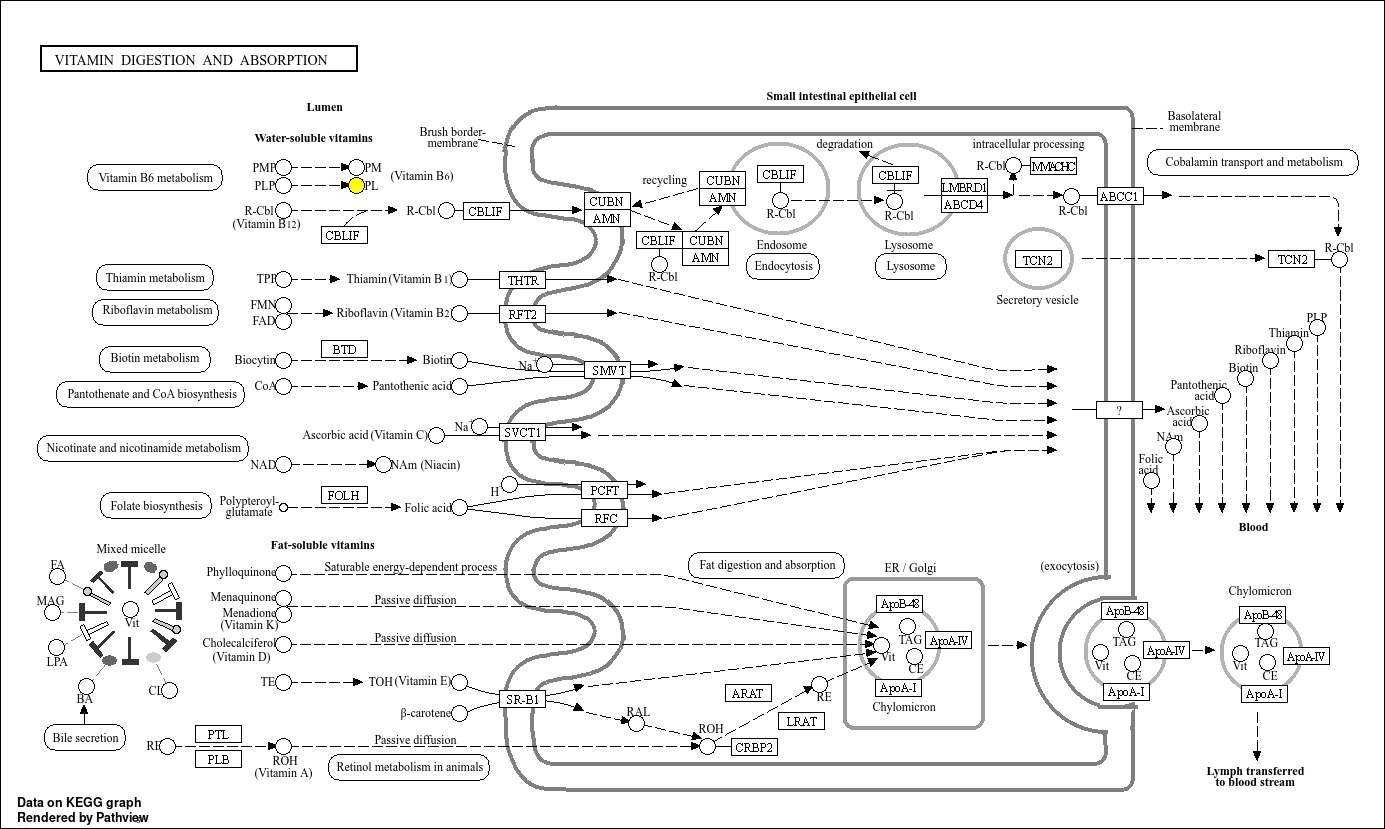 VITAMIN DIGESTION AND ABSORPTION
Small intestinal epithelial cell
Lumen
Basolateral
membrane
Water-soluble vitamins
Brush border-
membrane
degradation
intracellular processing
Vitamin B6 metabolism
PMP
PM
PLP
PL
(Vitamin B6)
recycling
CUBN
AMN
CBLIF
R-Cbl
CBLIF
R-Cbl
LMBRD1
ABCD4
R-Cbl
MMACHC
R-Cbl
ABCC1
Cobalamin transport and metabolism
R-Cbl
(Vitamin B12)
CBLIF
R-Cbl
CBLIF
CUBN
AMN
CBLIF
CUBN
AMN
R-Cbl
Endosome
Endocytosis
Lysosome
Lysosome
TCN2
Secretory vesicle
TCN2
R-Cbl
Thiamin metabolism
TPP
Thiamin (Vitamin B1)
THTR
Riboflavin metabolism
FMN
FAD
Riboflavin (Vitamin B2
RFT2
Biotin metabolism
Biocytin
BTD
Biotin
Na+
SMVT
Pantothenate and CoA biosynthesis
CoA
Pantothenic acid
Ascorbic acid (Vitamin C)
Na+
SVCT1
?
PLP
Thiamin
Riboflavin
Biotin
Pantothenic
acid
Ascorbic
acid
NAm
Folic
acid
Blood
Nicotinate and nicotinamide metabolism
NAD
NAm (Niacin)
Folate biosynthesis
Polypteroyl-
glutamate
FOLH
Folic acid
H
PCFT
RFC
Fat-soluble vitamins
Mixed micelle
FA
MAG
LPA
BA
CL
Vit
Bile secretion
Phylloquinone
Saturable energy-dependent process
Menaquinone
Menadione
(Vitamin K)
Passive diffusion
Cholecalciferol
(Vitamin D)
Passive diffusion
TE
TOH (Vitamin E)
β-carotene
SR-B1
RE
PTL
PLB
ROH
(Vitamin A)
Passive diffusion
Retinol metabolism in animals
RAL
ROH
CRBP2
ARAT
LRAT
RE
Fat digestion and absorption
ER / Golgi
ApoB-48
TAG
ApoA-IV
Vit
CE
ApoA-I
Chylomicron
(exocytosis)
ApoB-48
TAG
ApoA-IV
Vit
CE
ApoA-I
Chylomicron
ApoB-48
TAG
ApoA-IV
Vit
CE
ApoA-I
Lymph transferred
to blood stream
Data on KEGG graph
Rendered by Pathview